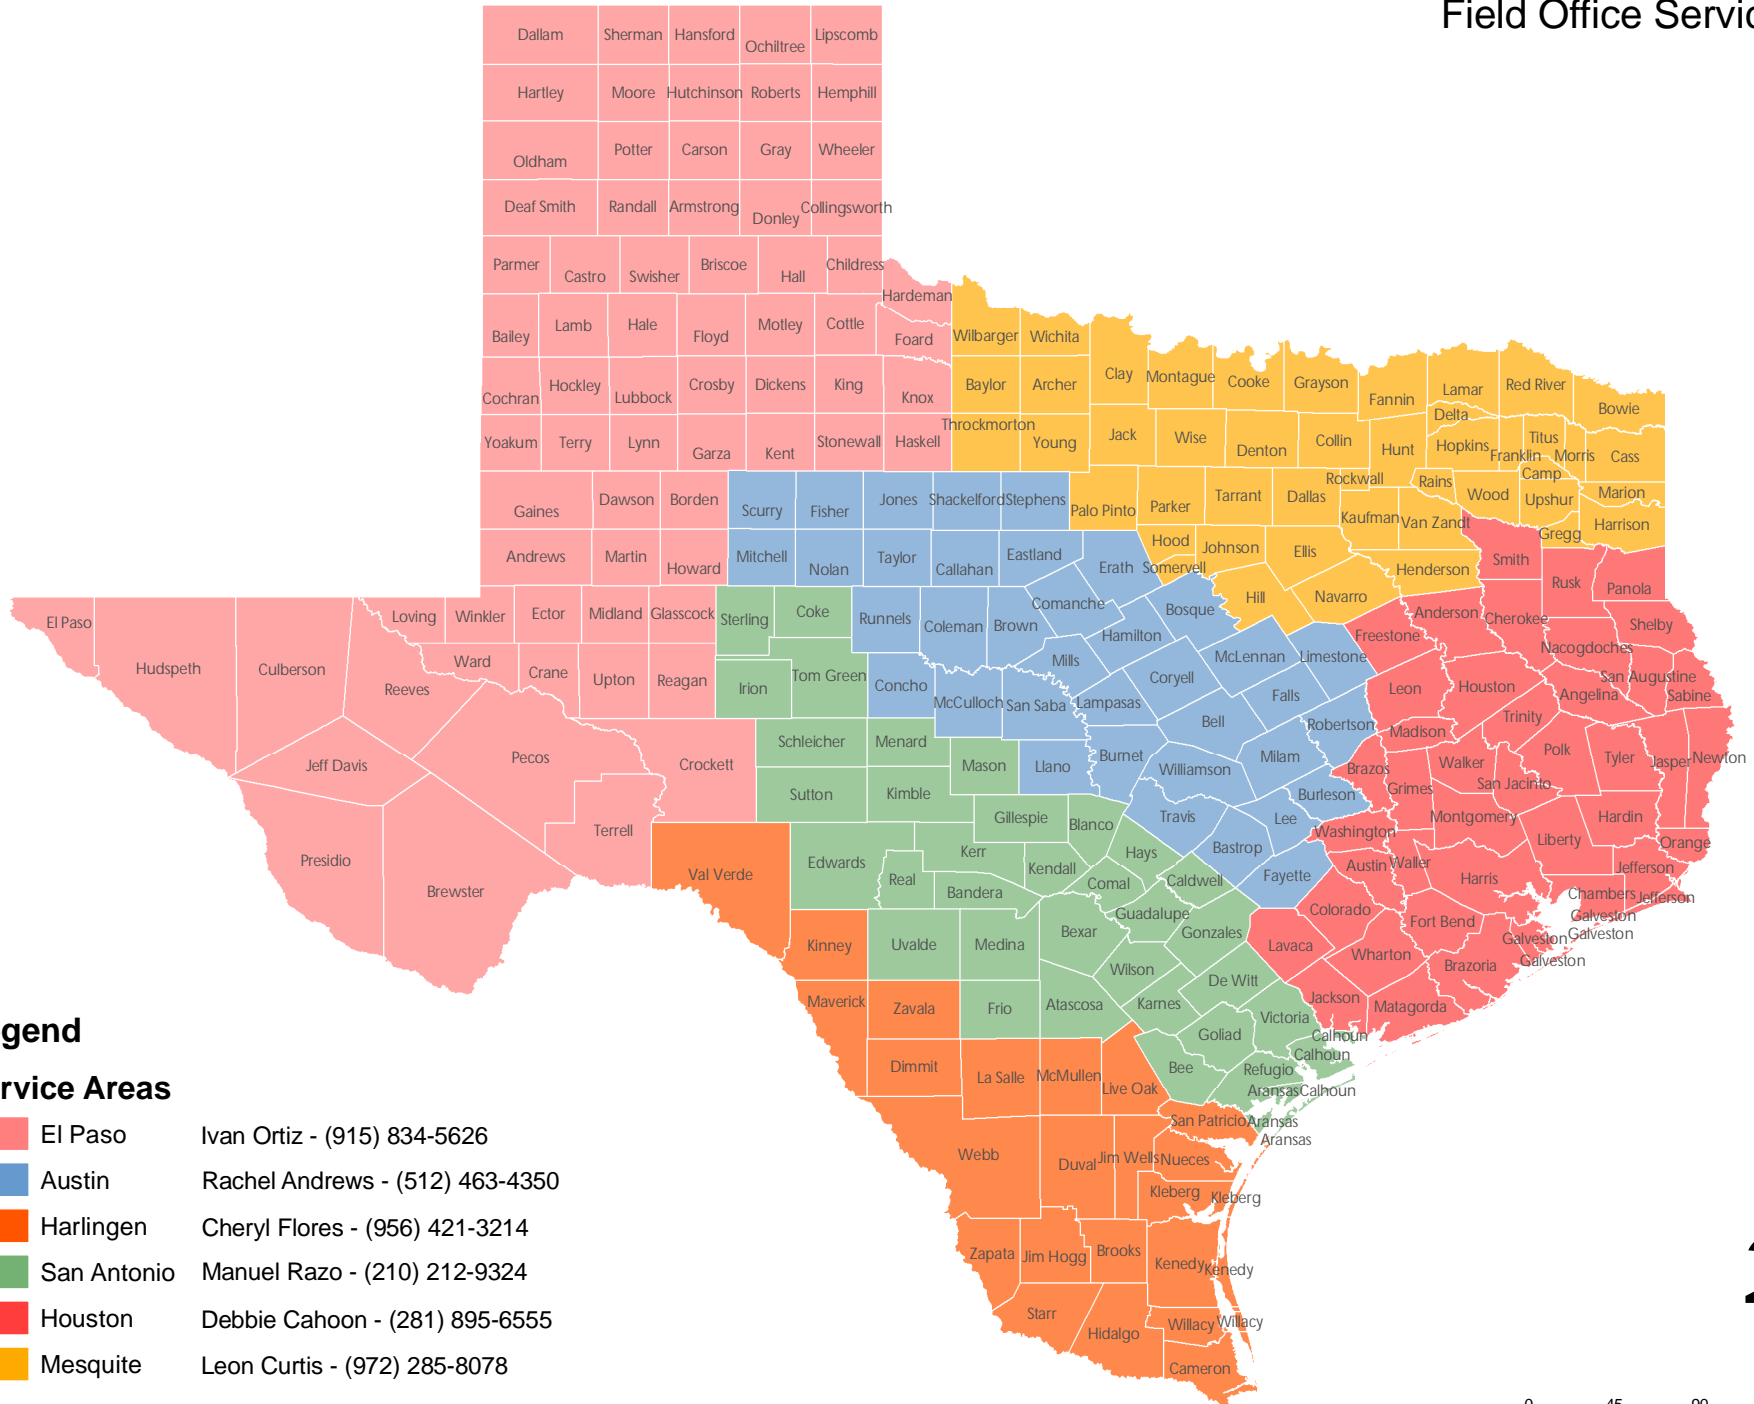 Field Office Servic
Dallam Sherman Hansford Ochiltree Lipscomb
Hartley Moore Hutchinson Roberts Hemphill
Oldham Potter Carson Gray Wheeler
Deaf Smith Randall Armstrong Donley Collingsworth
Parmer Castro Swisher Briscoe Hall Childress
Hardeman
Bailey Lamb Hale Floyd Motley Cottle Foard Wilbarger Wichita
Cochran Hockley Lubbock Crosby Dickens King Knox Baylor Archer Clay Montague Cooke Grayson Fannin Lamar Red River Bowie
Delta
Yoakum Terry Lynn Garza Kent Stonewall Haskell Throckmorton Young Jack Wise Denton Collin Hunt Hopkins Franklin Titus Morris Cass
Camp
Gaines Dawson Borden Scurry Fisher Jones Shackelford Stephens Palo Pinto Parker Tarrant Dallas Rockwall Rains Wood Upshur Marion
Kaufman Van Zandt Harrison
Gregg
Andrews Martin Howard Mitchell Nolan Taylor Callahan Eastland Erath Hood Somervell Johnson Ellis Henderson Smith Rusk Panola
El Paso Hudspeth Culberson Loving Winkler Ector Midland Glasscock Sterling Coke Runnels Coleman Brown Comanche Hamilton Bosque Hill Navarro Anderson Cherokee Shelby
Freestone Nacogdoches
Reeves Ward Crane Upton Reagan Irion Tom Green Concho McCulloch San Saba Mills Lampasas Coryell McLennan Limestone Falls Leon Houston Angelina San Augustine Sabine
Bell Robertson Madison Trinity
Jeff Davis Pecos Crockett Schleicher Menard Mason Llano Burnet Williamson Milam Brazos Grimes Walker San Jacinto Polk Tyler Jasper Newton
Sutton Kimble Burleson
Presidio Brewster Terrell Gillespie Blanco Travis Lee Washington Montgomery Liberty Hardin Orange
Val Verde Edwards Real Kerr Bandera Kendall Hays Comal Caldwell Bastrop Fayette Austin Waller Harris Jefferson
Chambers Jefferson
Guadalupe Colorado Fort Bend Galveston
Galveston
Kinney Uvalde Medina Bexar Gonzales Lavaca Wharton Galveston
Galveston
Wilson De Witt Brazoria
Maverick Zavala Frio Atascosa Karnes Victoria Jackson Matagorda
Goliad Calhoun
Calhoun
Dimmit La Salle McMullen Live Oak Bee Refugio
Aransas Calhoun
San Patricio Aransas
Aransas
Webb Duval Jim Wells Nueces
Kleberg Kleberg
Zapata Jim Hogg Brooks Kenedy Kenedy
Starr Hidalgo Willacy Willacy
Cameron
gend
rvice Areas
El Paso Ivan Ortiz - (915) 834-5626
Austin Rachel Andrews - (512) 463-4350
Harlingen Cheryl Flores - (956) 421-3214
San Antonio Manuel Razo - (210) 212-9324
Houston Debbie Cahoon - (281) 895-6555
Mesquite Leon Curtis - (972) 285-8078
0 45 90